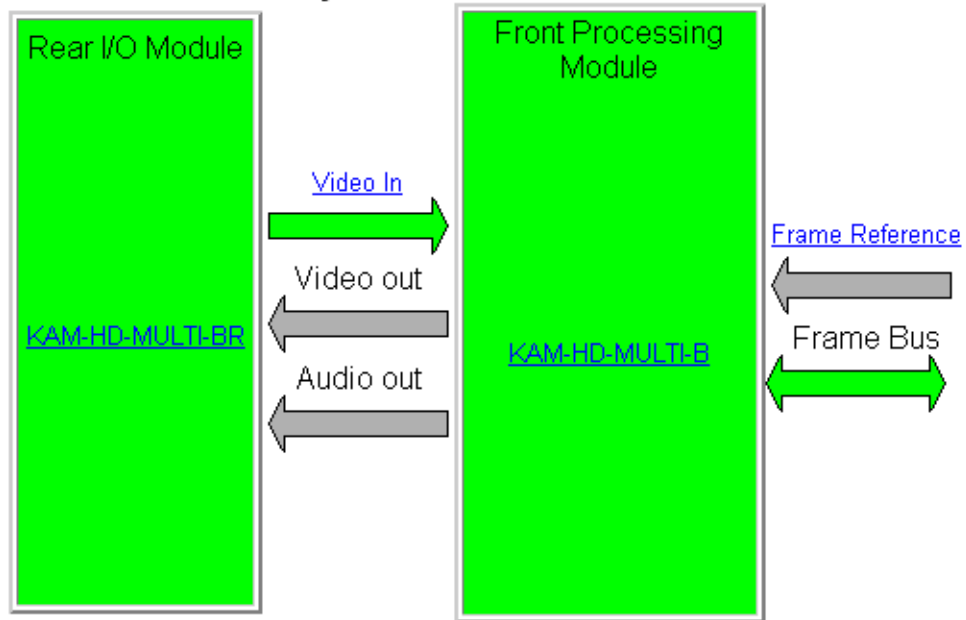 Rear I/O Module
Front Processing
Module
Video In
Frame Reference
Video out
KAM-HD-MULTI-BR
KAM-HD-MULTI-B
Frame Bus
Audio out